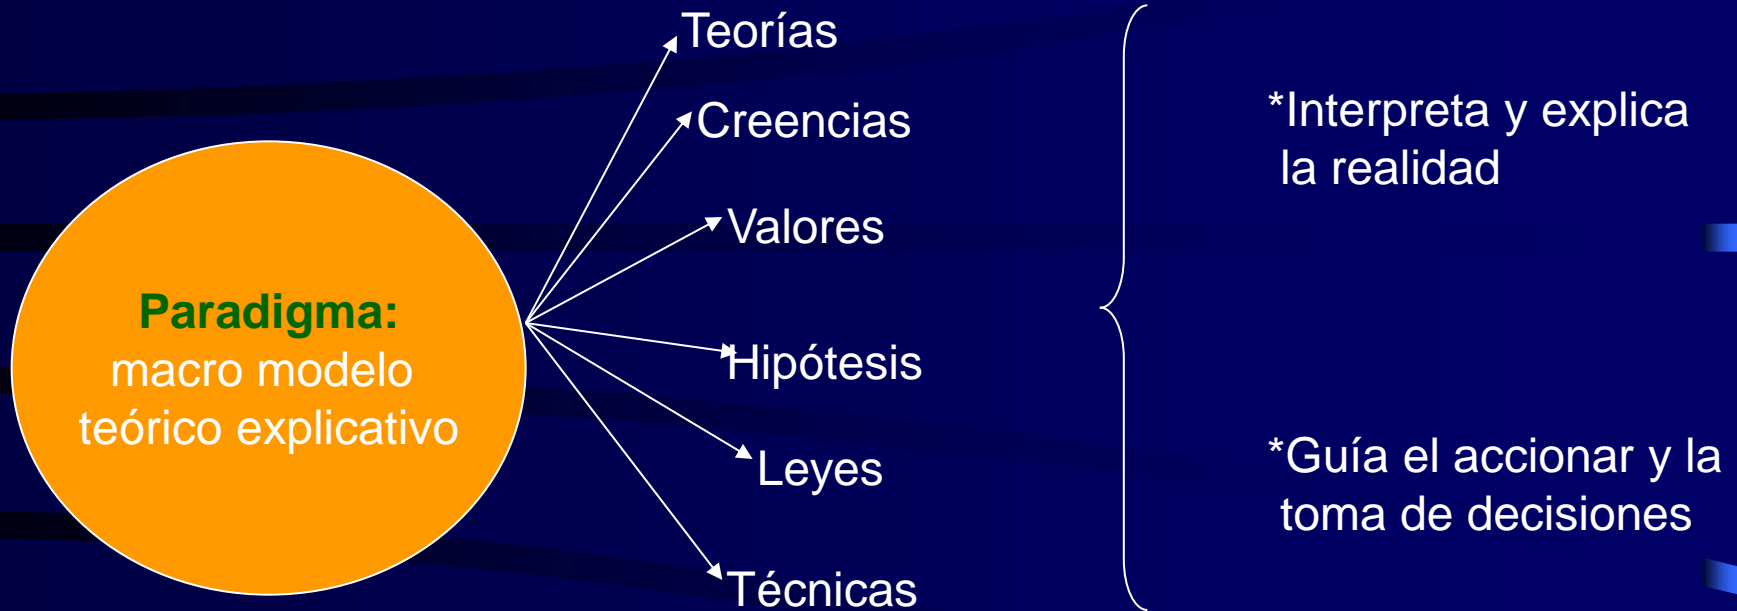 Paradigma:
macro modelo
teórico explicativo
Teorías
Creencias
Valores
Hipótesis
Leyes
Técnicas
*Interpreta y explica
la realidad
*Guía el accionar y la
toma de decisiones